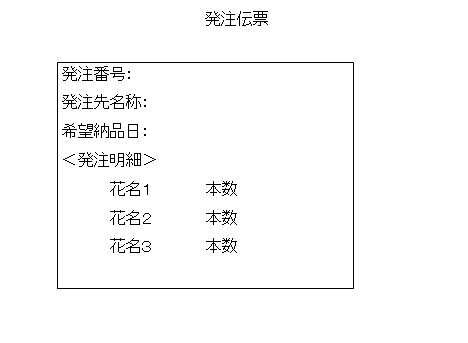 発注伝票
発注番号：
発注先名称：
希望納品日：
＜発注明細＞
花名１　　　本数
花名２　　　本数
花名３　　　本数